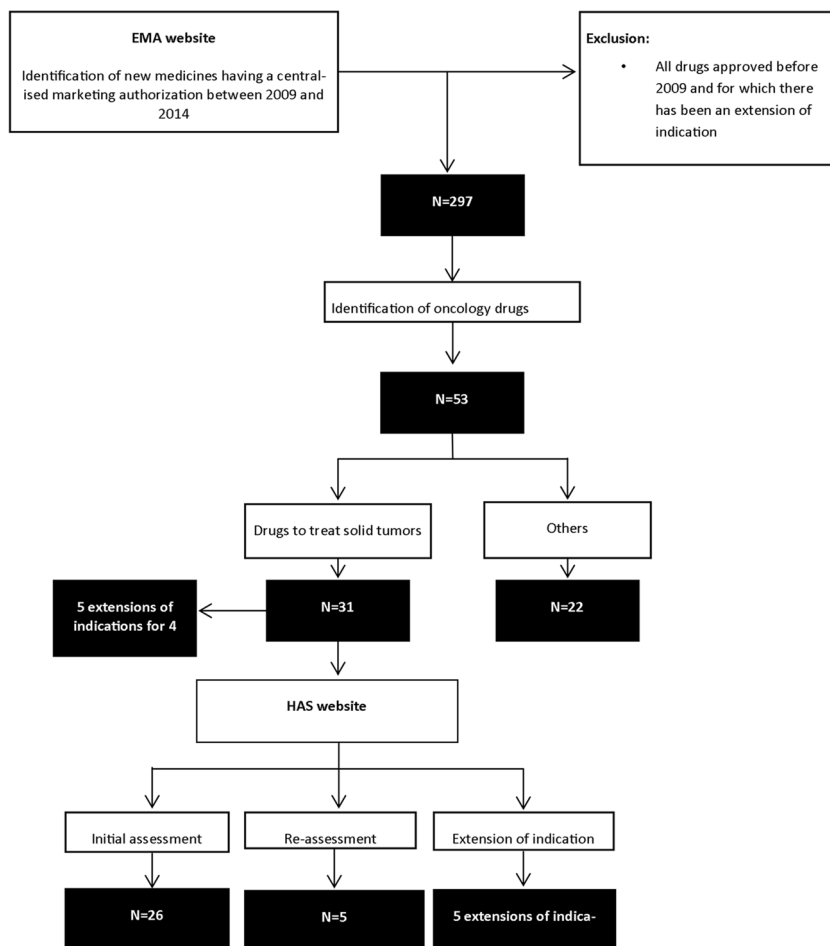 EMA website
Identification of new medicines having a central-
ised marketing authorization between 2009 and
2014
Exclusion:
• All drugs approved before
2009 and for which there
has been an extension of
indication
N=297
Identification of oncology drugs
N=53
Drugs to treat solid tumors
Others
5 extensions of
indications for 4
N=31
N=22
HAS website
Initial assessment
Re-assessment
Extension of indication
N=26
N=5
5 extensions of indica-